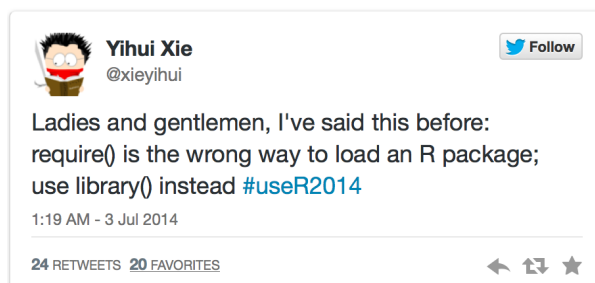 Yihui Xie
@xieyihui
Follow
Ladies and gentlemen, I've said this before:
require() is the wrong way to load an R package;
use library() instead #useR2014
1:19 AM - 3 Jul 2014
24 RETWEETS 20 FAVORITES